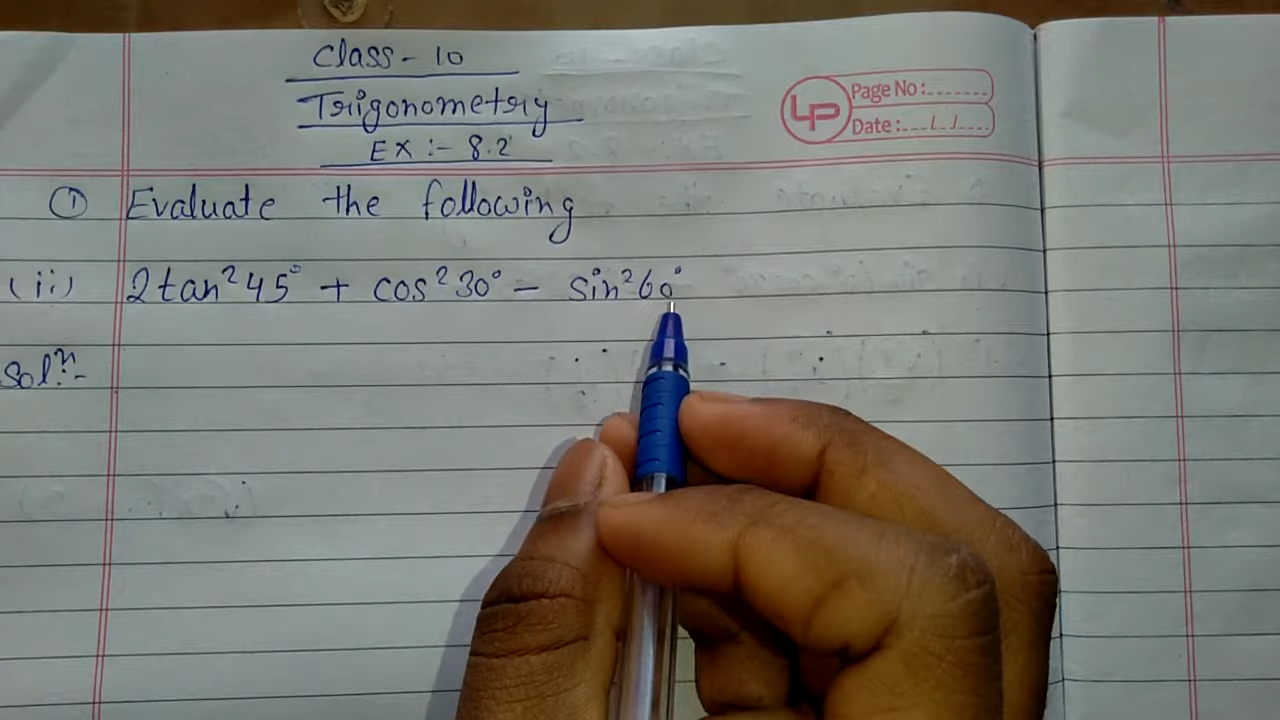 Class - 10
Trigonometry
Ex :- 8.2
LP Page No :.......
Date :.../.../....
① Evaluate the following
(ii) 2tan²45° + cos²30° - sin²60°
Solⁿ:-